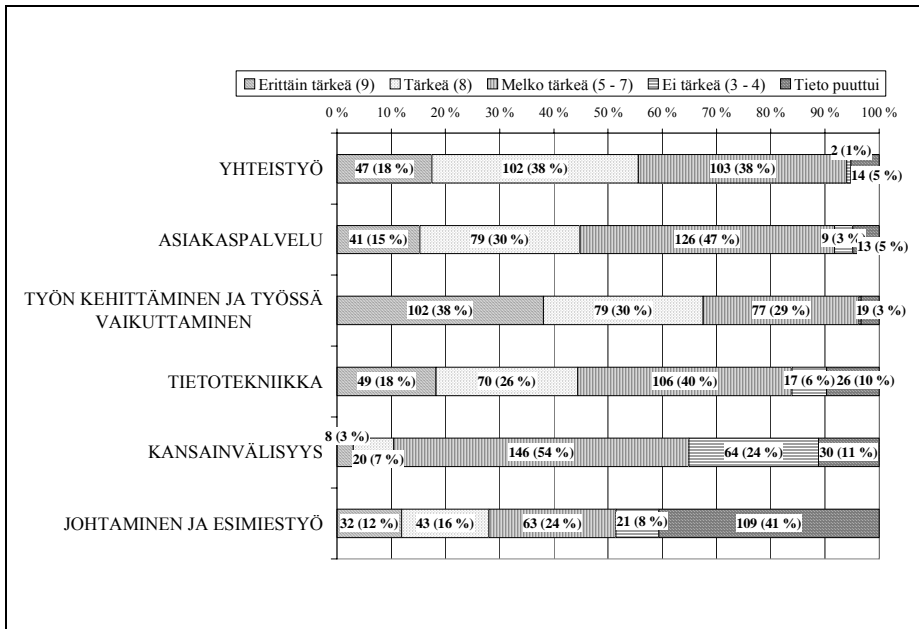 Erittäin tärkeä (9) Tärkeä (8) Melko tärkeä (5 - 7) Ei tärkeä (3 - 4) Tieto puuttui
0 % 10 % 20 % 30 % 40 % 50 % 60 % 70 % 80 % 90 % 100 %
YHTEISTYÖ 47 (18 %) 102 (38 %) 103 (38 %) 2 (1%) 14 (5 %)
ASIAKASPALVELU 41 (15 %) 79 (30 %) 126 (47 %) 9 (3 %) 13 (5 %)
TYÖN KEHITTÄMINEN JA TYÖSSÄ
VAIKUTTAMINEN 102 (38 %) 79 (30 %) 77 (29 %) 19 (3 %)
TIETOTEKNIIKKA 49 (18 %) 70 (26 %) 106 (40 %) 17 (6 %) 26 (10 %)
KANSAINVÄLISYYS 8 (3 %) 20 (7 %) 146 (54 %) 64 (24 %) 30 (11 %)
JOHTAMINEN JA ESIMIESTYÖ 32 (12 %) 43 (16 %) 63 (24 %) 21 (8 %) 109 (41 %)